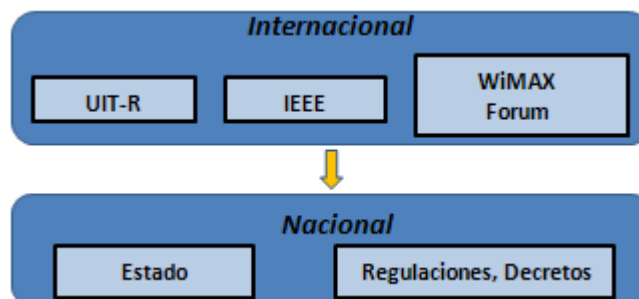 Internacional
UIT-R
IEEE
WiMAX
Forum
Nacional
Estado
Regulaciones, Decretos